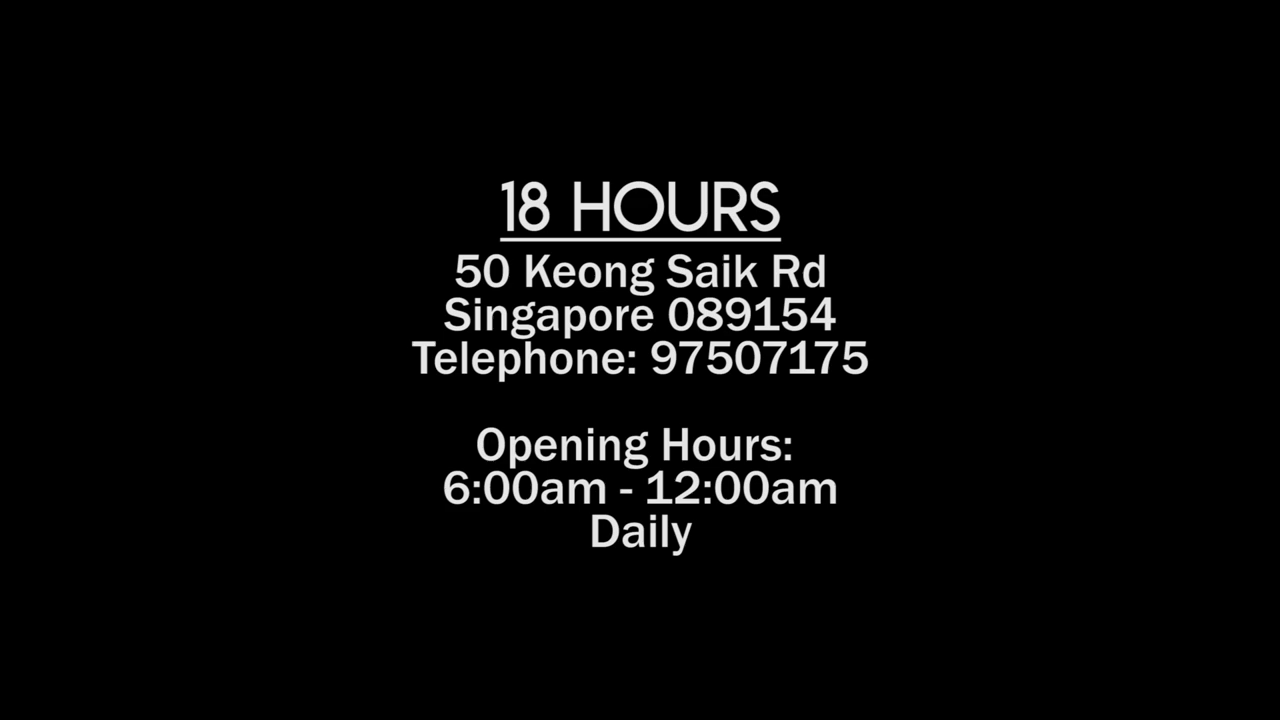 18 HOURS
50 Keong Saik Rd
Singapore 089154
Telephone: 97507175
Opening Hours:
6:00am - 12:00am
Daily